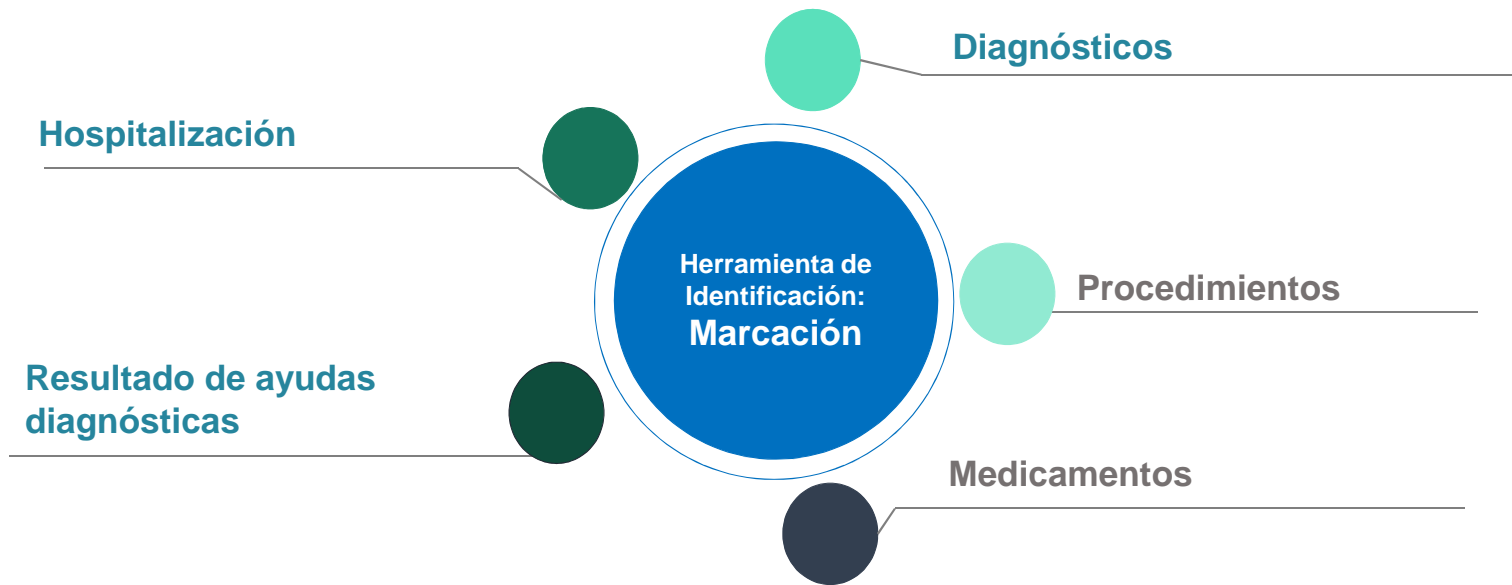 Diagnósticos
Hospitalización
Herramienta de
Identificación:
Marcación
Procedimientos
Resultado de ayudas
diagnósticas
Medicamentos